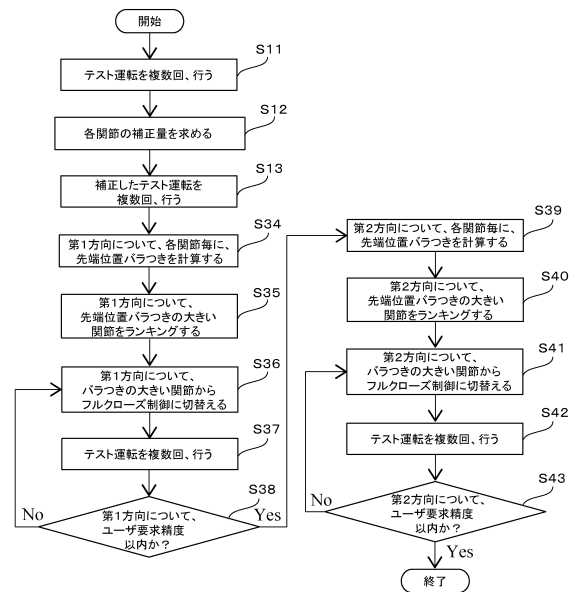 開始
S11
テスト運転を複数回、行う
S12
各関節の補正量を求める
S13
補正したテスト運転を
複数回、行う
S34
第1方向について、各関節毎に、
先端位置バラつきを計算する
S35
第1方向について、
先端位置バラつきの大きい
関節をランキングする
S36
第1方向について、
バラつきの大きい関節から
フルクローズ制御に切替える
S37
テスト運転を複数回、行う
S38
第1方向について、
ユーザ要求精度
以内か？
No
Yes
S39
第2方向について、各関節毎に、
先端位置バラつきを計算する
S40
第2方向について、
先端位置バラつきの大きい
関節をランキングする
S41
第2方向について、
バラつきの大きい関節から
フルクローズ制御に切替える
S42
テスト運転を複数回、行う
S43
第2方向について、
ユーザ要求精度
以内か？
No
Yes
終了